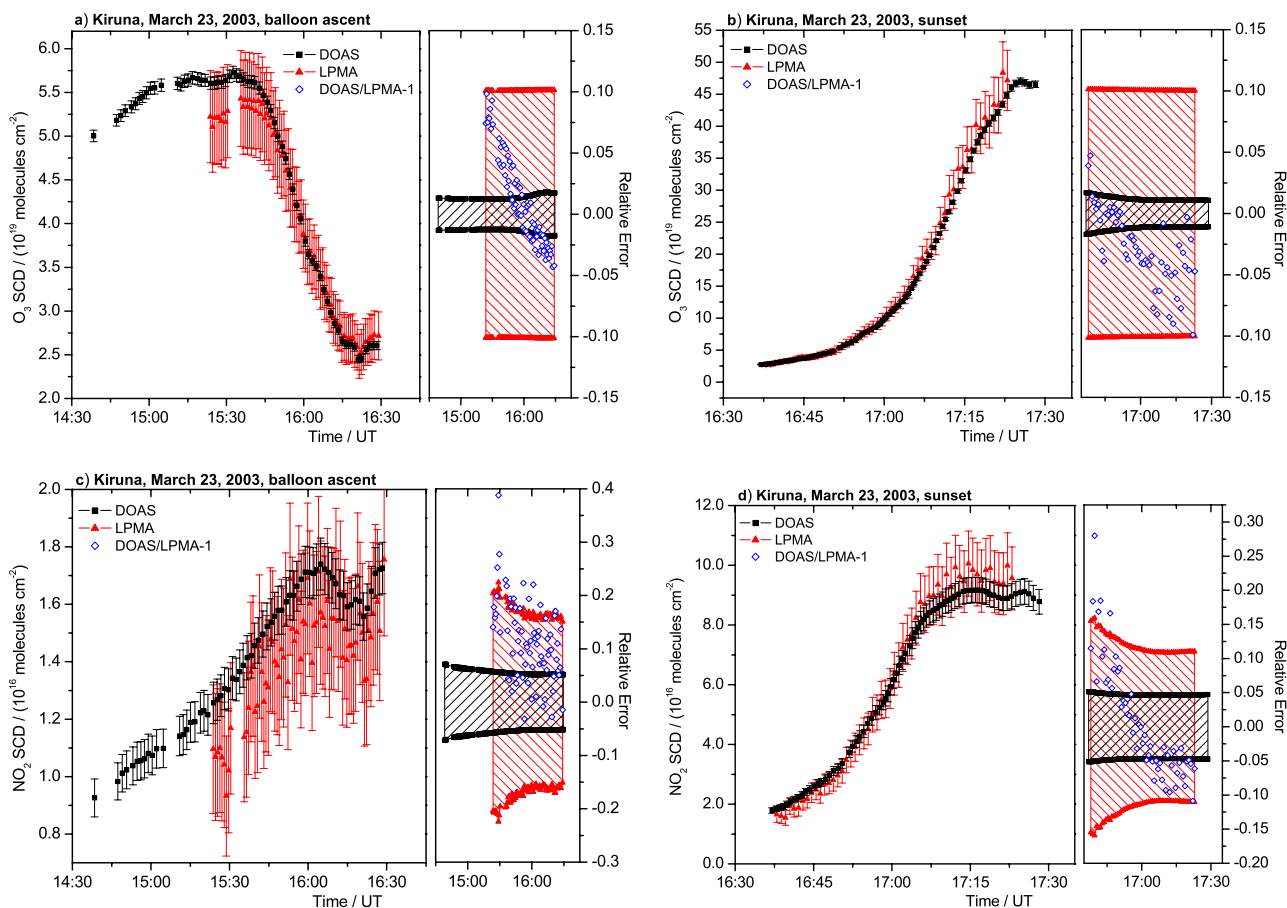 a) Kiruna, March 23, 2003, balloon ascent
DOAS
LPMA
DOAS/LPMA-1
O3 SCD / (10^19 molecules cm^-2)
6.0
5.5
5.0
4.5
4.0
3.5
3.0
2.5
2.0
14:30 15:00 15:30 16:00 16:30
Time / UT
0.15
0.10
0.05
0.00
-0.05
-0.10
-0.15
Relative Error
15:00 16:00
b) Kiruna, March 23, 2003, sunset
DOAS
LPMA
DOAS/LPMA-1
O3 SCD / (10^19 molecules cm^-2)
55
50
45
40
35
30
25
20
15
10
5
0
16:30 16:45 17:00 17:15 17:30
Time / UT
0.15
0.10
0.05
0.00
-0.05
-0.10
-0.15
Relative Error
17:00 17:30
c) Kiruna, March 23, 2003, balloon ascent
DOAS
LPMA
DOAS/LPMA-1
NO2 SCD / (10^16 molecules cm^-2)
2.0
1.8
1.6
1.4
1.2
1.0
0.8
14:30 15:00 15:30 16:00 16:30
Time / UT
0.4
0.3
0.2
0.1
0.0
-0.1
-0.2
-0.3
Relative Error
15:00 16:00
d) Kiruna, March 23, 2003, sunset
DOAS
LPMA
DOAS/LPMA-1
NO2 SCD / (10^16 molecules cm^-2)
12.0
10.0
8.0
6.0
4.0
2.0
0.0
16:30 16:45 17:00 17:15 17:30
Time / UT
0.30
0.25
0.20
0.15
0.10
0.05
0.00
-0.05
-0.10
-0.15
-0.20
Relative Error
17:00 17:30